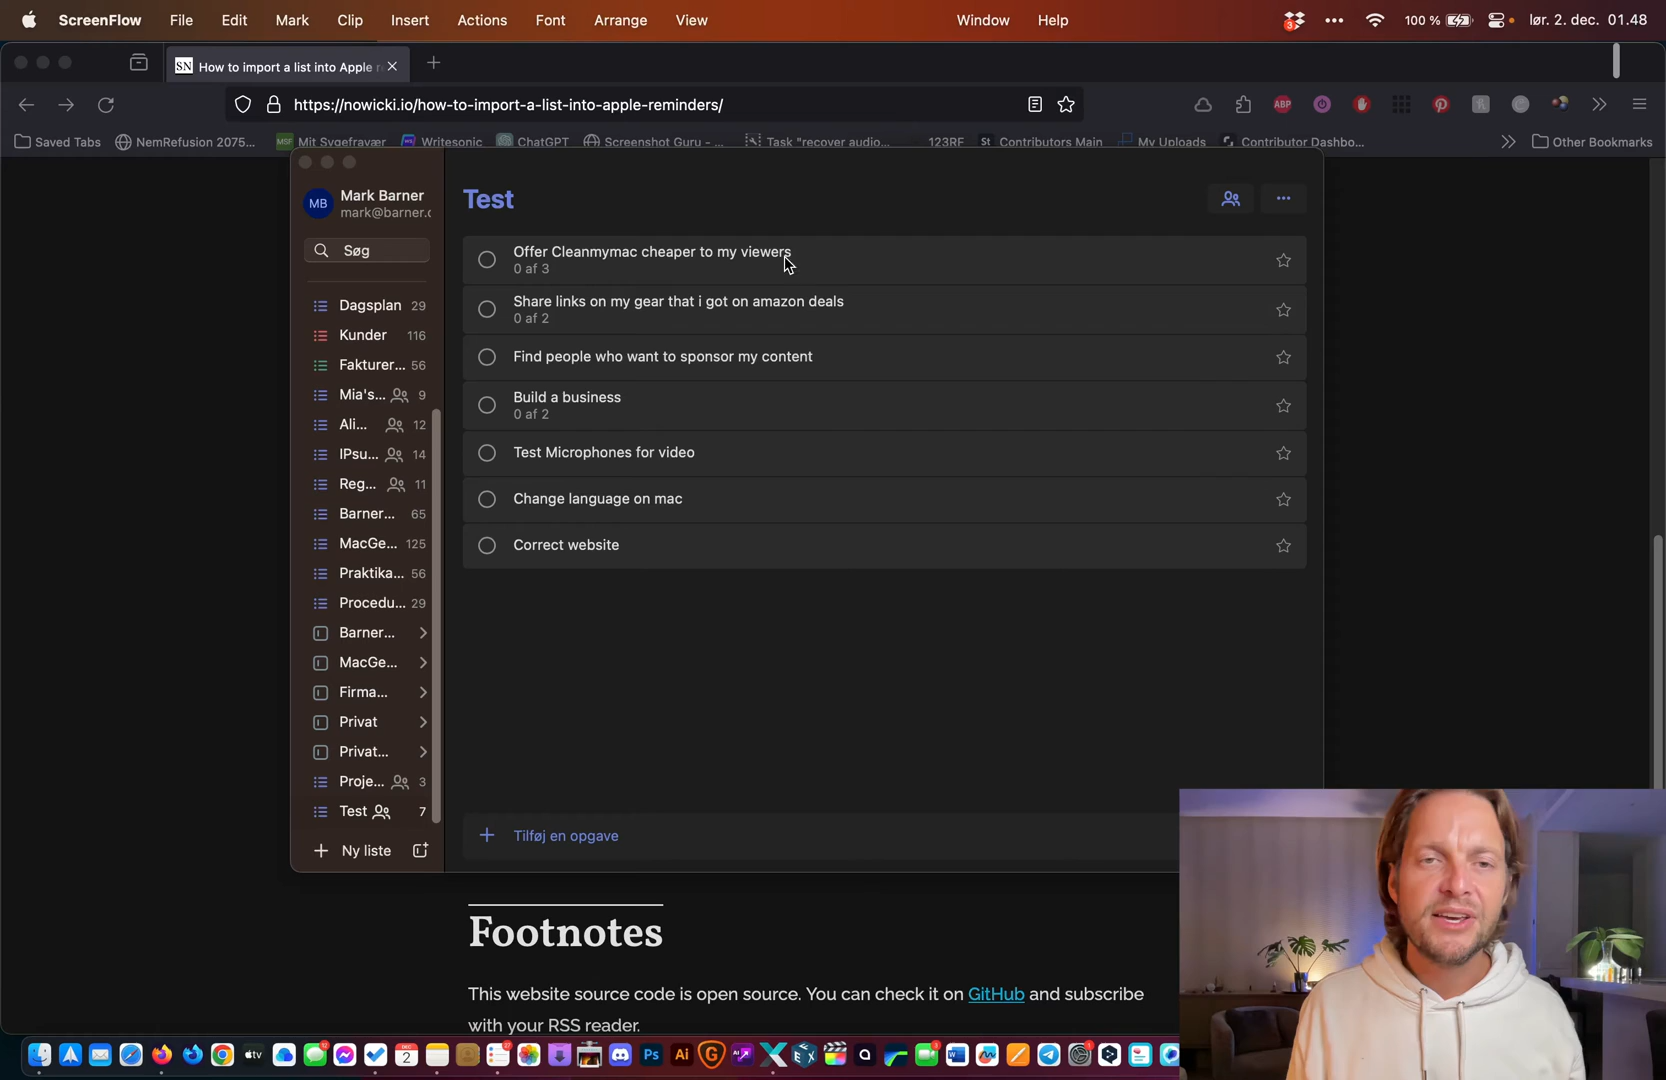 ScreenFlow File Edit Mark Clip Insert Actions Font Arrange View Window Help 3 100 % lør. 2. dec. 01.48
SN How to import a list into Apple r
https://nowicki.io/how-to-import-a-list-into-apple-reminders/ ABP
Saved Tabs NemRefusion 2075... MSF Mit Sygefravær Writesonic ChatGPT Screenshot Guru - ... Task "recover audio... 123RF St Contributors Main My Uploads Contributor Dashbo... Other Bookmarks
MB Mark Barner
mark@barner.c
Søg
Dagsplan 29
Kunder 116
Fakturer... 56
Mia's... 9
Ali... 12
IPsu... 14
Reg... 11
Barner... 65
MacGe... 125
Praktika... 56
Procedu... 29
Barner...
MacGe...
Firma...
Privat
Privat...
Proje... 3
Test 7
Ny liste
Test
Offer Cleanmymac cheaper to my viewers
0 af 3
Share links on my gear that i got on amazon deals
0 af 2
Find people who want to sponsor my content
Build a business
0 af 2
Test Microphones for video
Change language on mac
Correct website
Tilføj en opgave
Footnotes
This website source code is open source. You can check it on GitHub and subscribe
with your RSS reader.